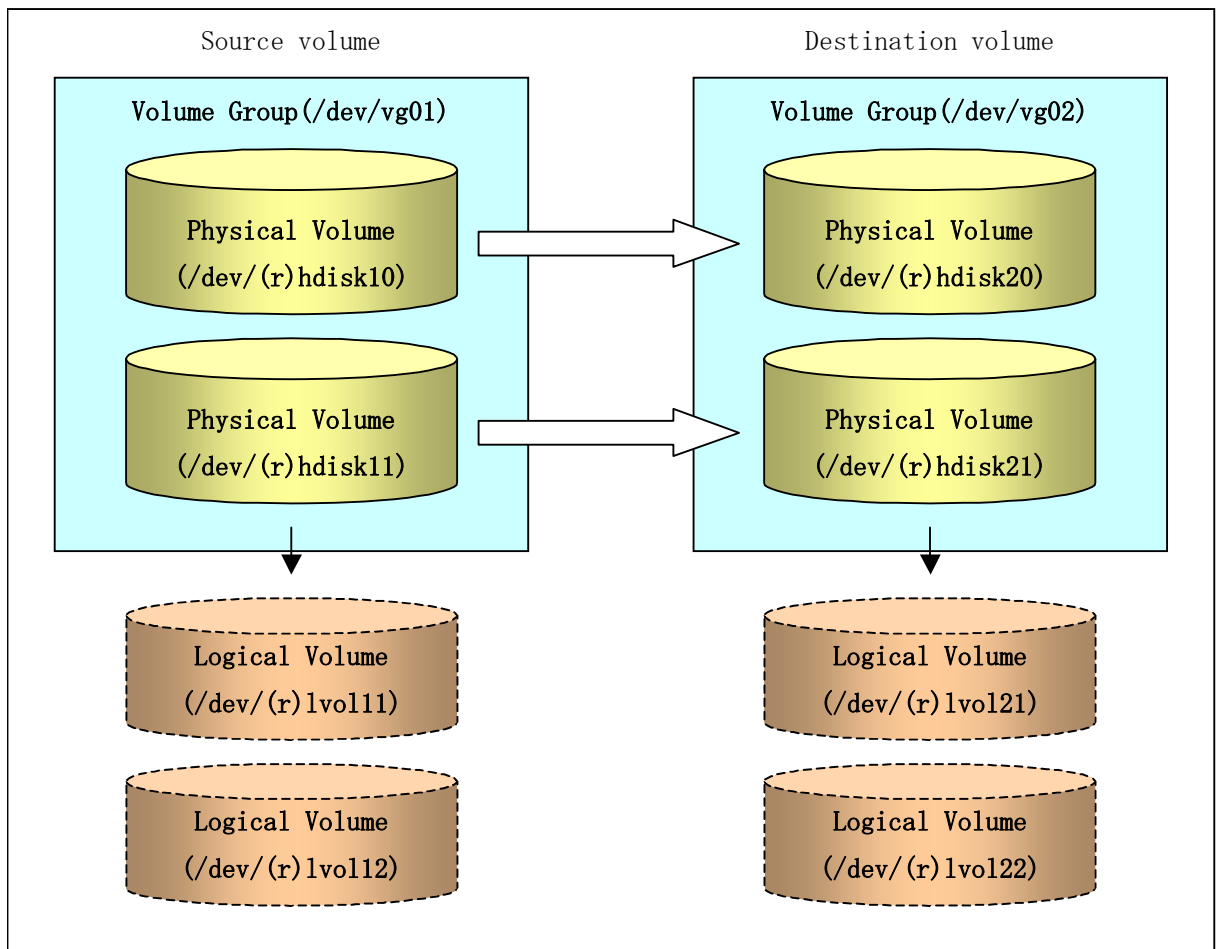 Source volume
Destination volume
Volume Group(/dev/vg01)
Physical Volume
(/dev/(r)hdisk10)
Physical Volume
(/dev/(r)hdisk11)
Logical Volume
(/dev/(r)lvol11)
Logical Volume
(/dev/(r)lvol12)
Volume Group(/dev/vg02)
Physical Volume
(/dev/(r)hdisk20)
Physical Volume
(/dev/(r)hdisk21)
Logical Volume
(/dev/(r)lvol21)
Logical Volume
(/dev/(r)lvol22)